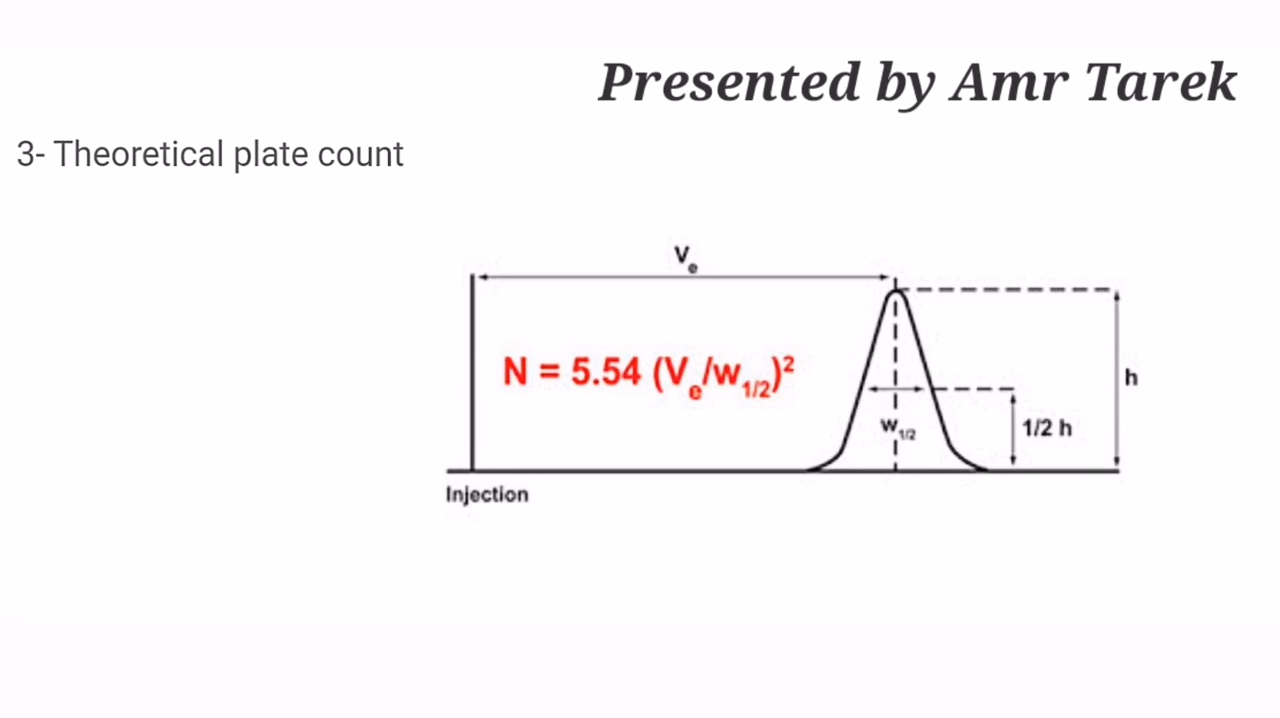 Presented by Amr Tarek
3- Theoretical plate count
Ve
N = 5.54 (Ve/w1/2)2
h
w1/2
1/2 h
Injection